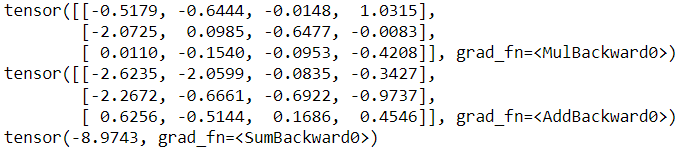 tensor([[-0.5179, -0.6444, -0.0148,  1.0315],
        [-2.0725,  0.0985, -0.6477, -0.0083],
        [ 0.0110, -0.1540, -0.0953, -0.4208]], grad_fn=<MulBackward0>)
tensor([[-2.6235, -2.0599, -0.0835, -0.3427],
        [-2.2672, -0.6661, -0.6922, -0.9737],
        [ 0.6256, -0.5144,  0.1686,  0.4546]], grad_fn=<AddBackward0>)
tensor(-8.9743, grad_fn=<SumBackward0>)